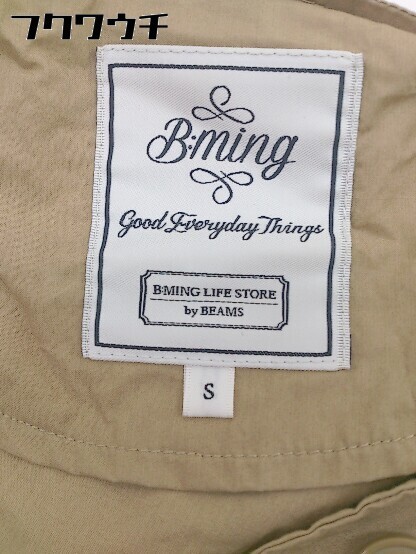 フクワウチ
B:ming
Good Everyday Things
B:MING LIFE STORE
by BEAMS
S